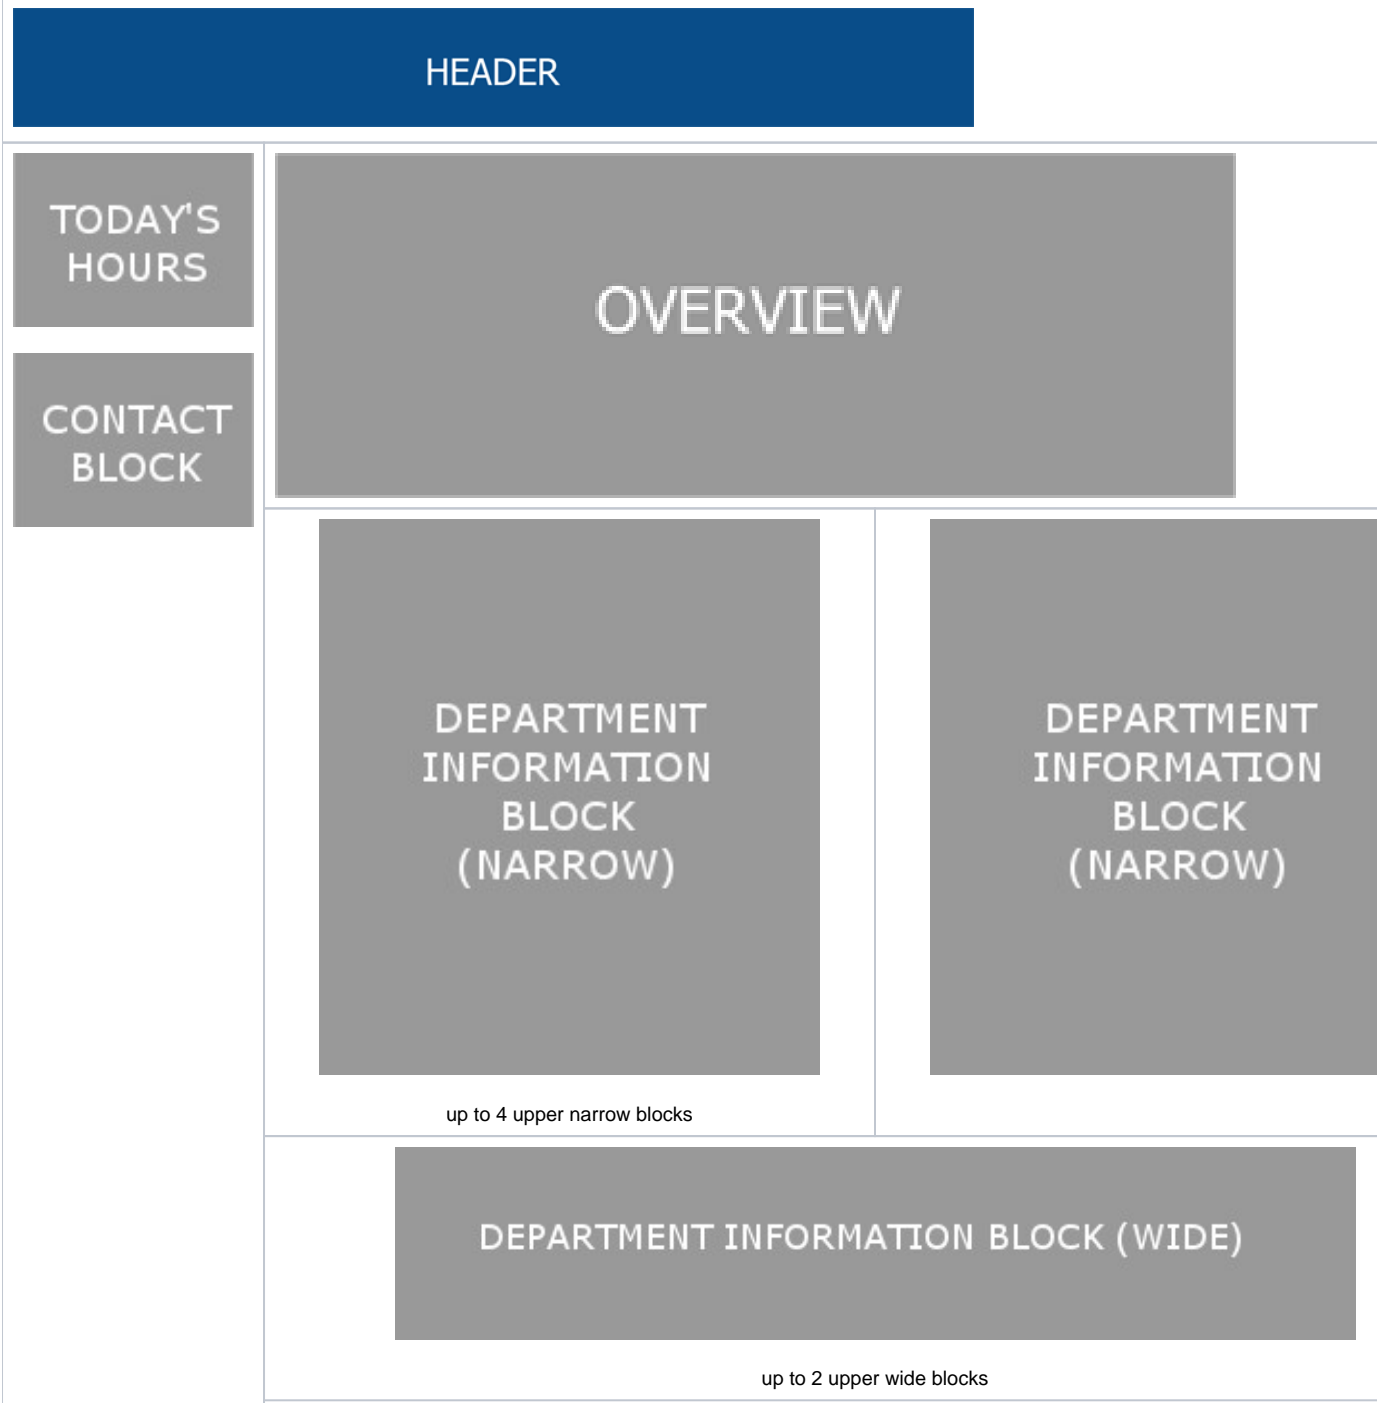 HEADER
TODAY'S
HOURS
CONTACT
BLOCK
OVERVIEW
DEPARTMENT
INFORMATION
BLOCK
(NARROW)
up to 4 upper narrow blocks
DEPARTMENT
INFORMATION
BLOCK
(NARROW)
DEPARTMENT INFORMATION BLOCK (WIDE)
up to 2 upper wide blocks